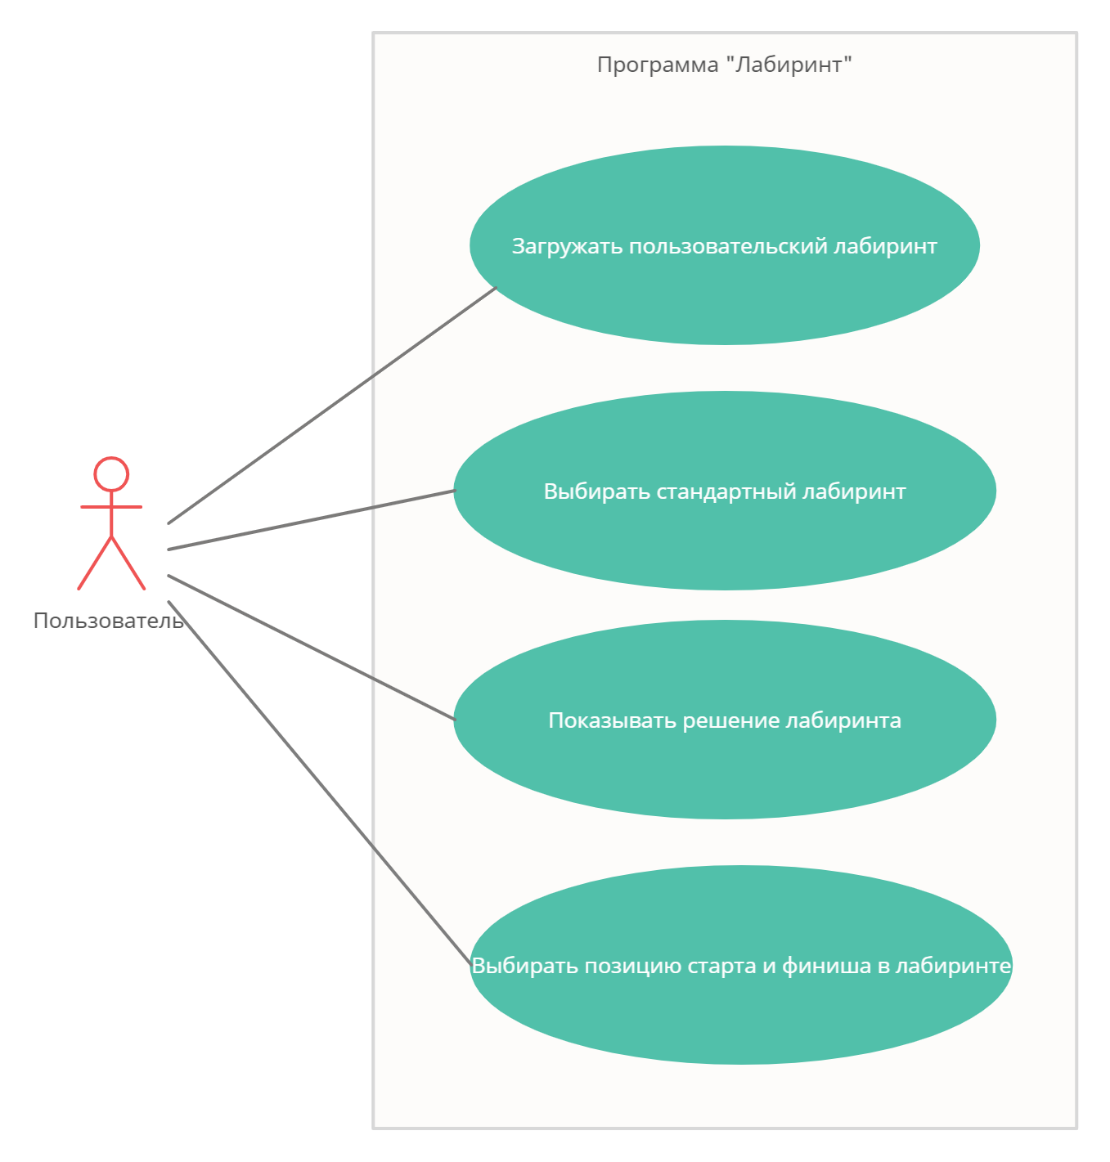 Программа "Лабиринт"
Загружать пользовательский лабиринт
Выбирать стандартный лабиринт
Пользователь
Показывать решение лабиринта
Выбирать позицию старта и финиша в лабиринте